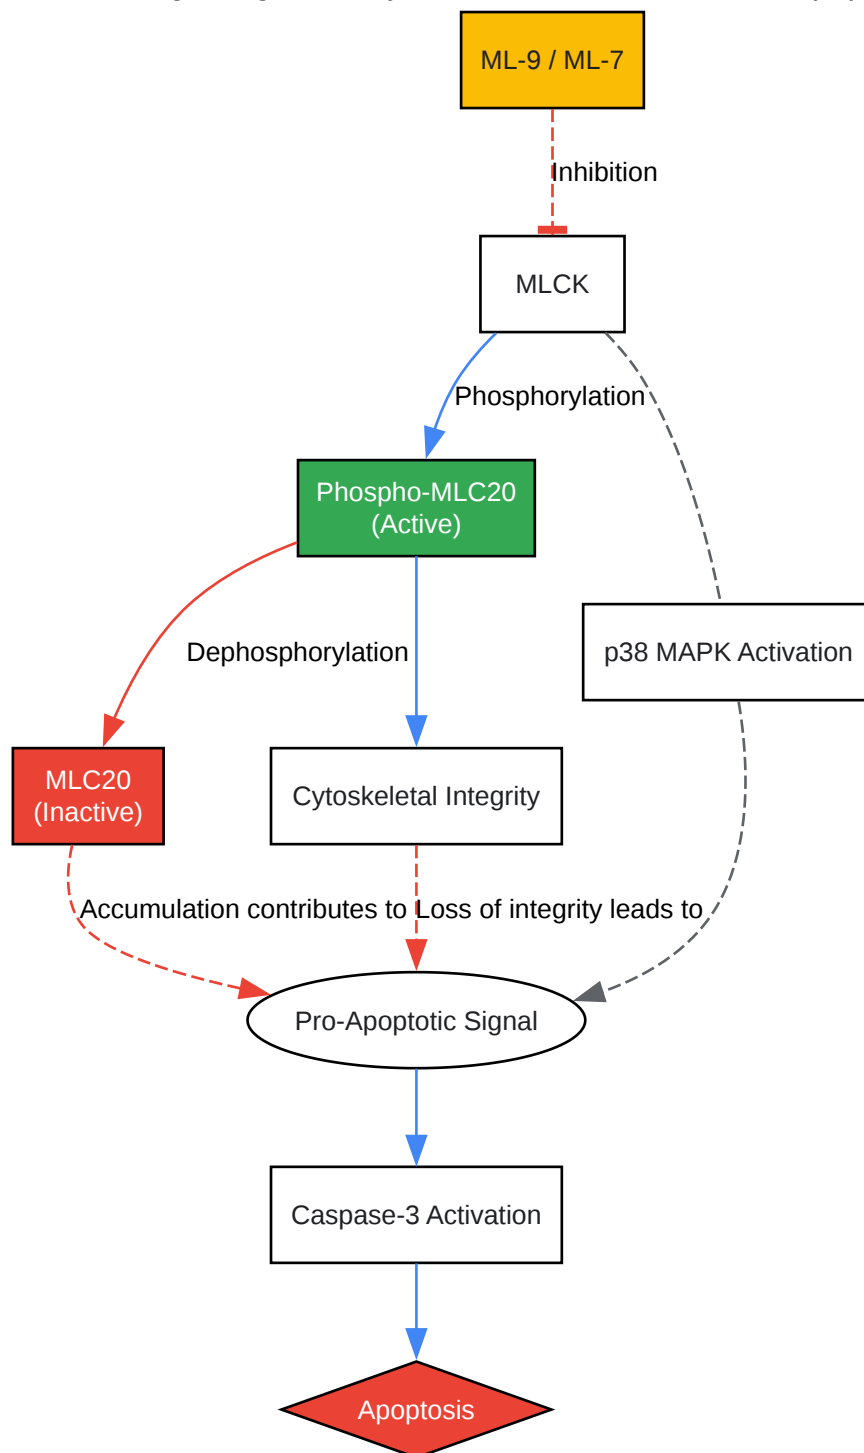 ML-9 / ML-7
Inhibition
MLCK
Phosphorylation
Phospho-MLC20
(Active)
Dephosphorylation
p38 MAPK Activation
MLC20
(Inactive)
Cytoskeletal Integrity
Accumulation contributes to
Loss of integrity leads to
Pro-Apoptotic Signal
Caspase-3 Activation
Apoptosis